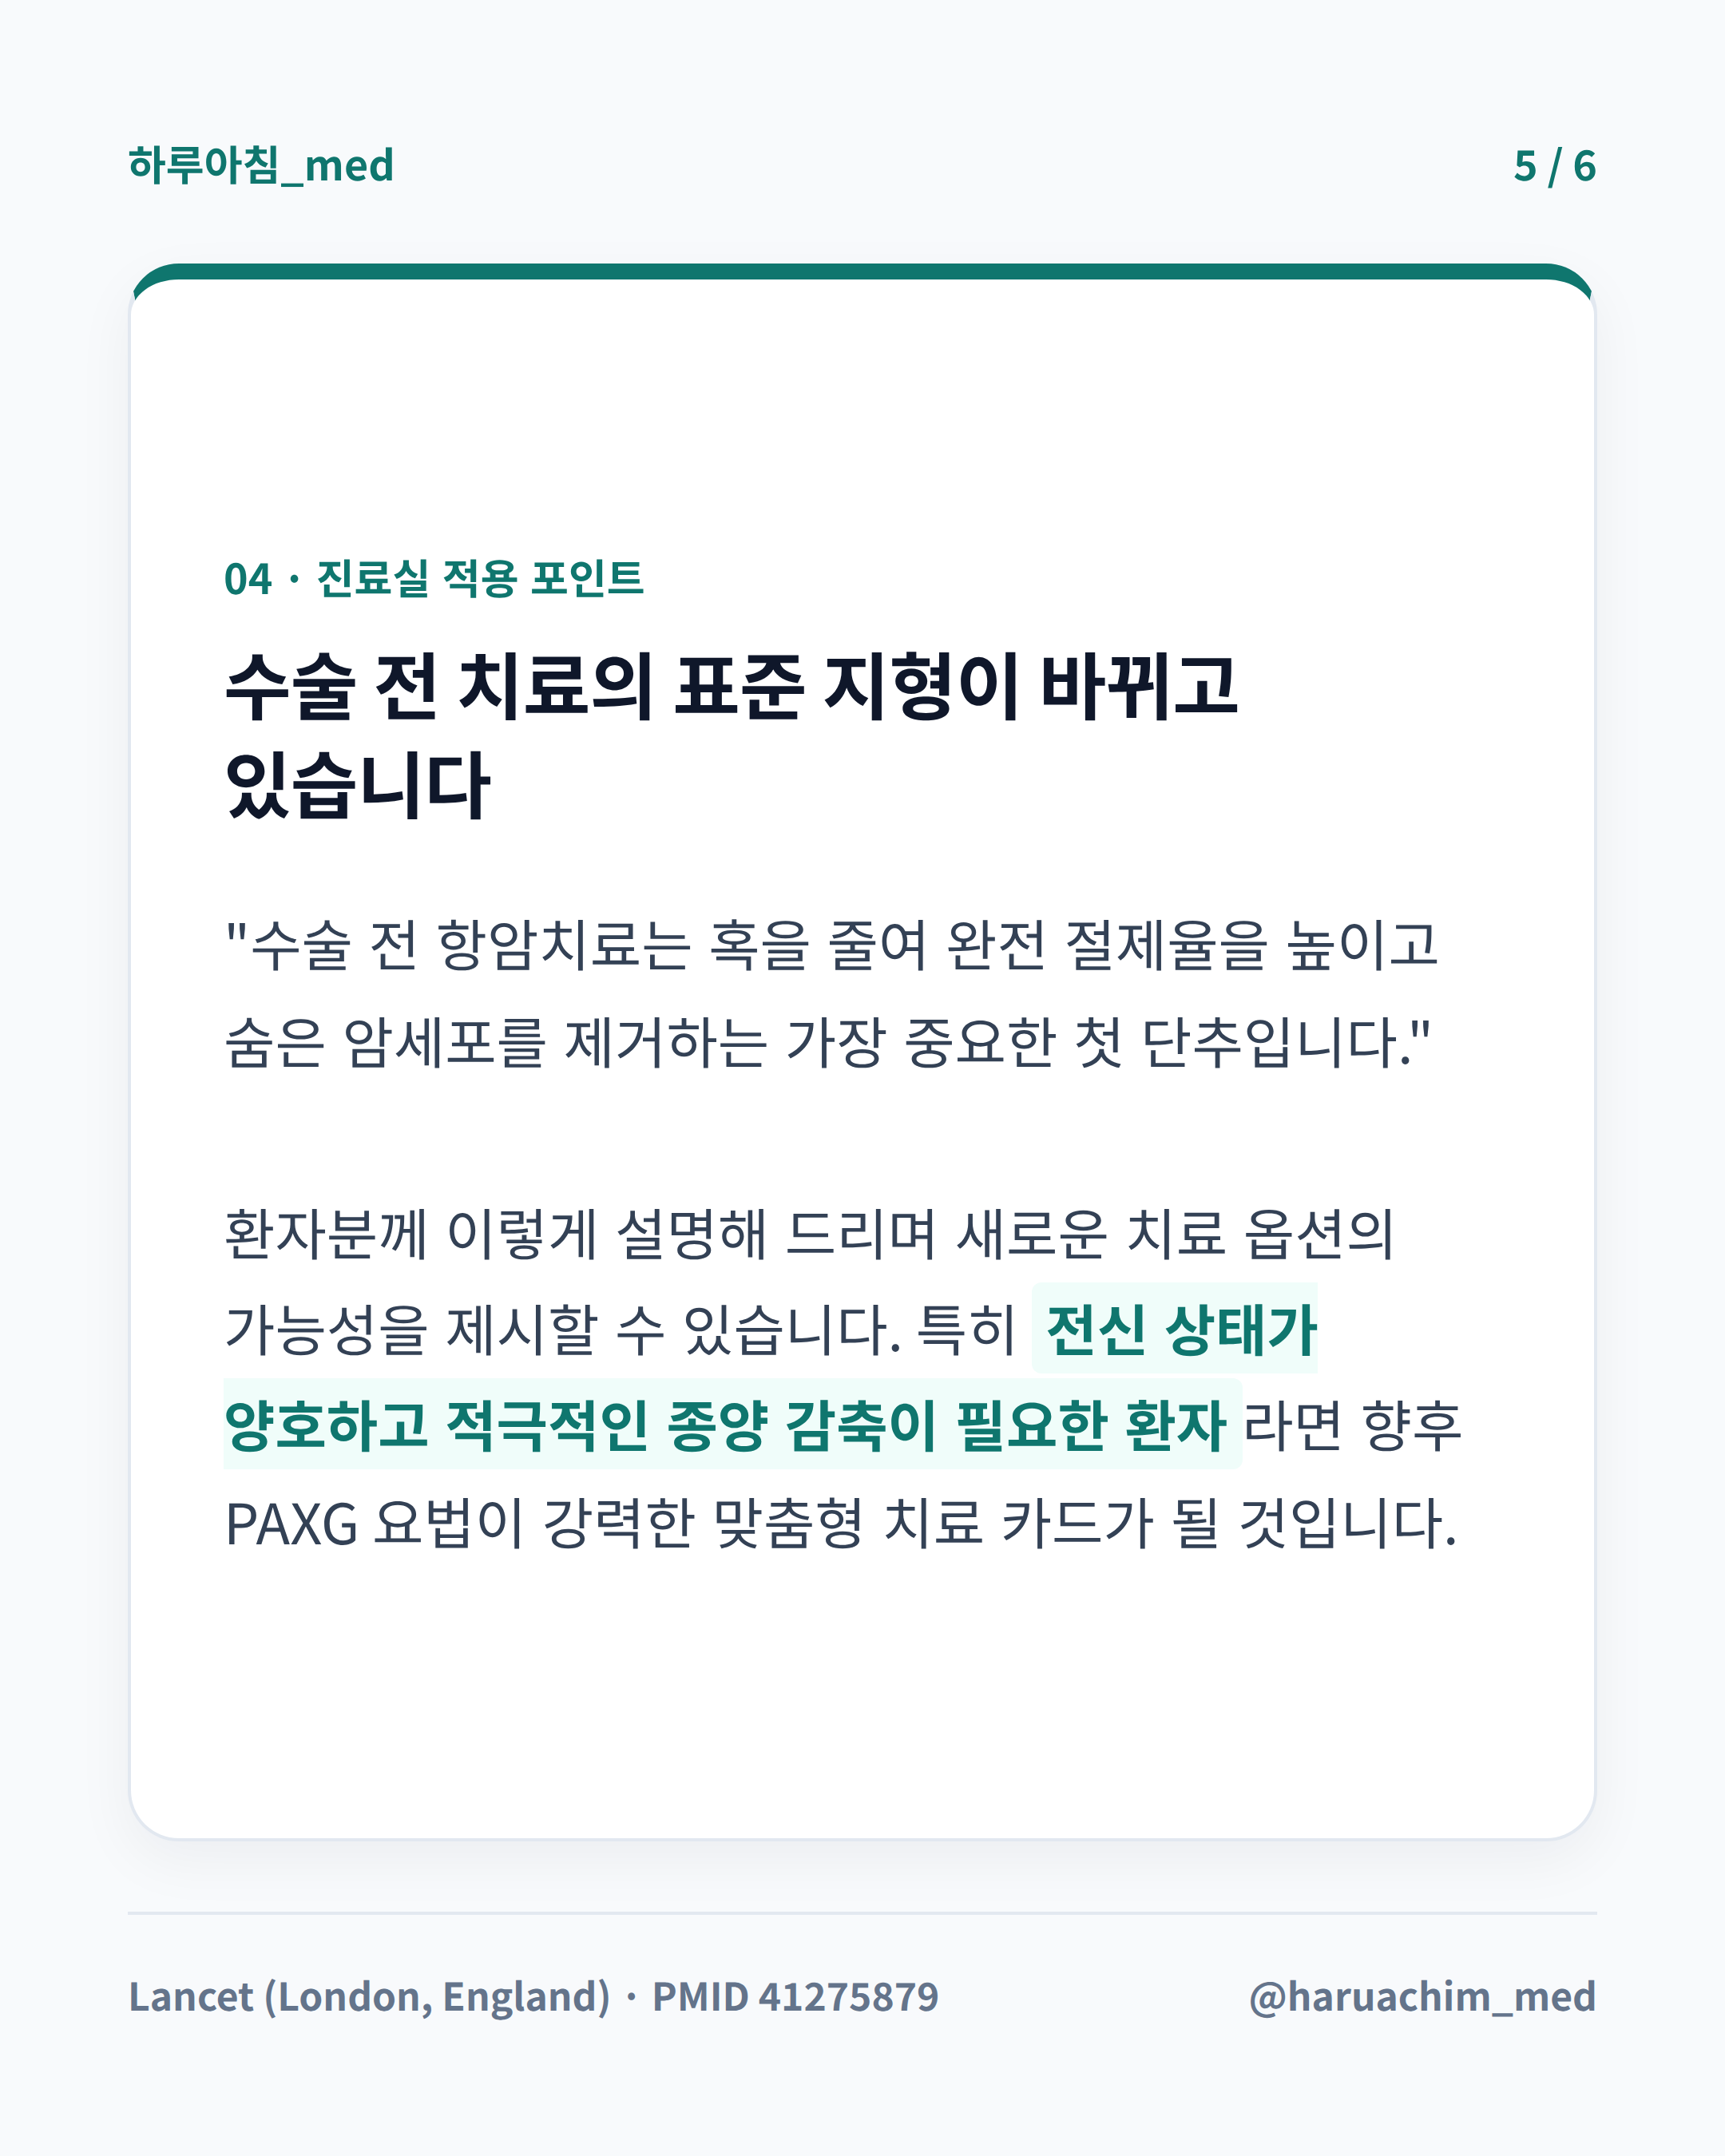 하루아침_med
5 / 6
04 · 진료실 적용 포인트
수술 전 치료의 표준 지형이 바뀌고
있습니다
"수술 전 항암치료는 혹을 줄여 완전 절제율을 높이고
숨은 암세포를 제거하는 가장 중요한 첫 단추입니다."
환자분께 이렇게 설명해 드리며 새로운 치료 옵션의
가능성을 제시할 수 있습니다. 특히 전신 상태가
양호하고 적극적인 종양 감축이 필요한 환자 라면 향후
PAXG 요법이 강력한 맞춤형 치료 카드가 될 것입니다.
Lancet (London, England) · PMID 41275879
@haruachim_med